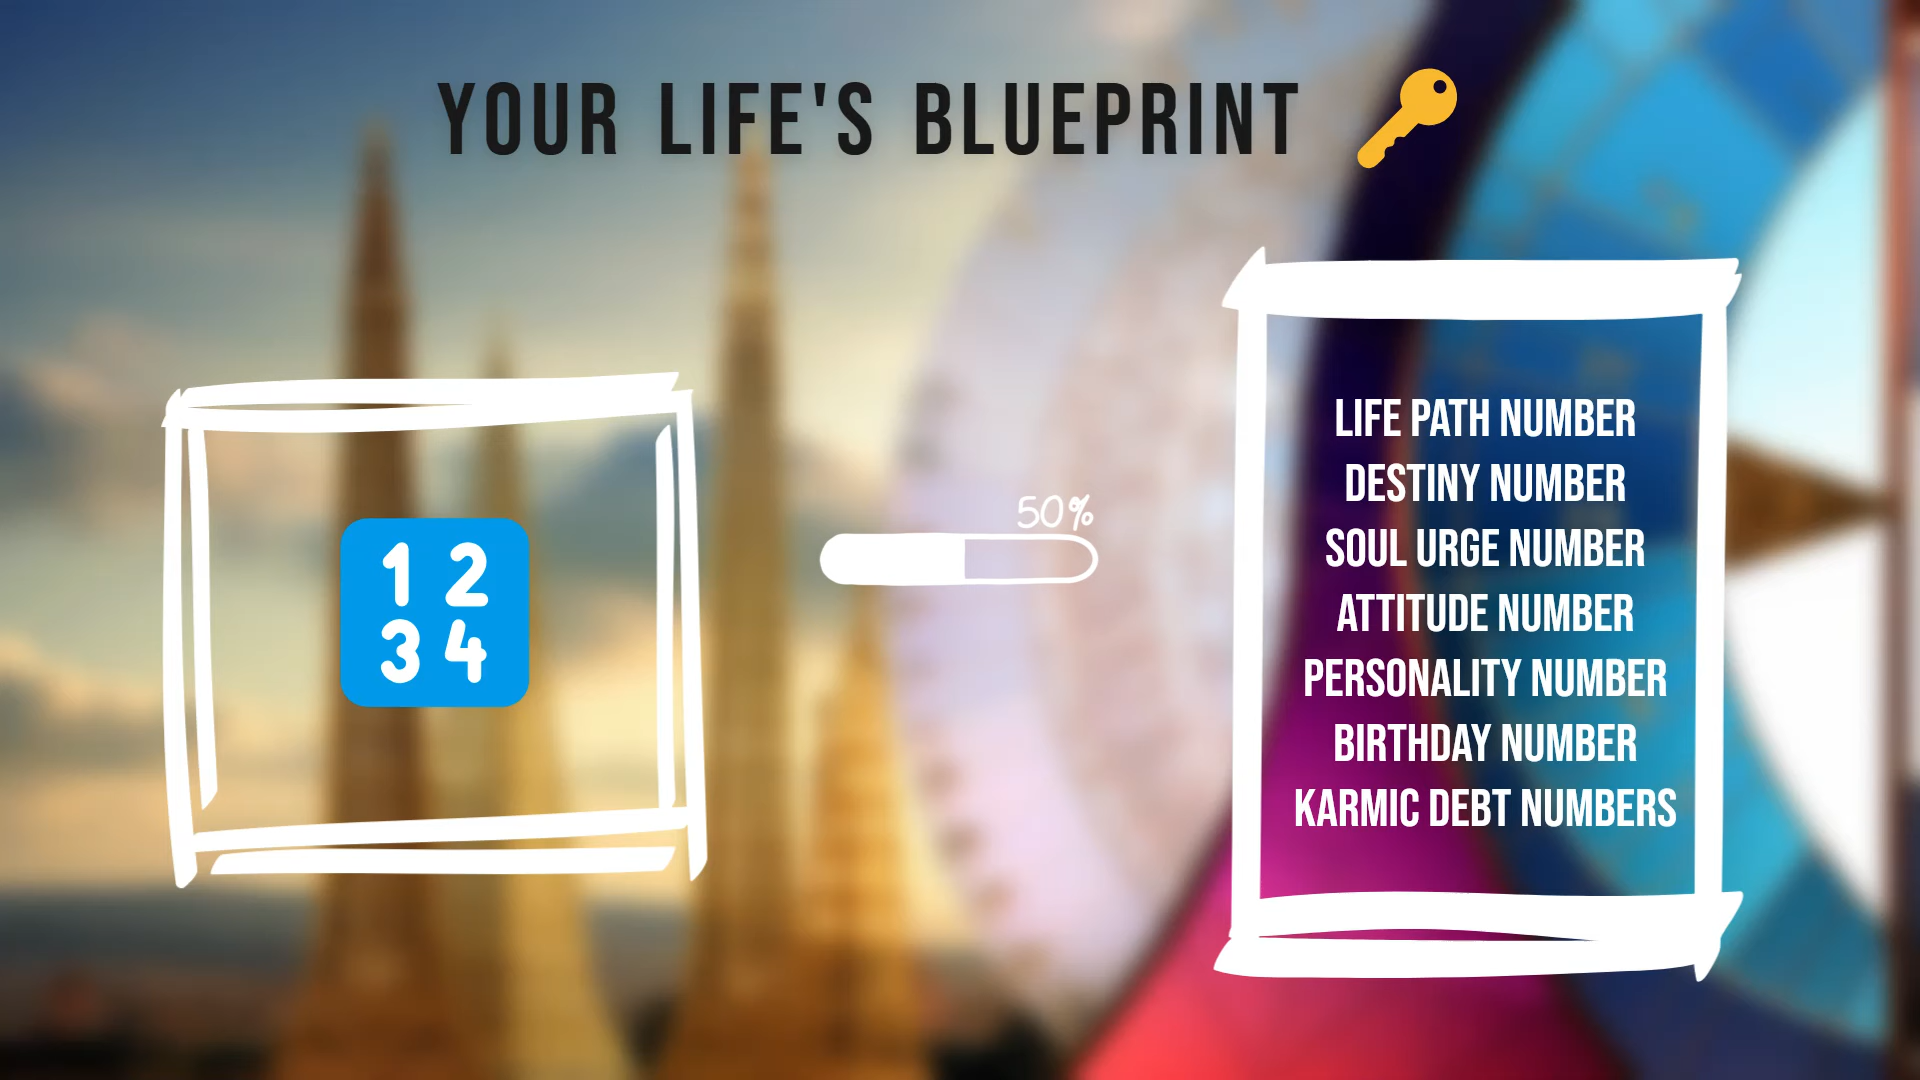 YOUR LIFE'S BLUEPRINT
1 2
3 4
50%
LIFE PATH NUMBER
DESTINY NUMBER
SOUL URGE NUMBER
ATTITUDE NUMBER
PERSONALITY NUMBER
BIRTHDAY NUMBER
KARMIC DEBT NUMBERS